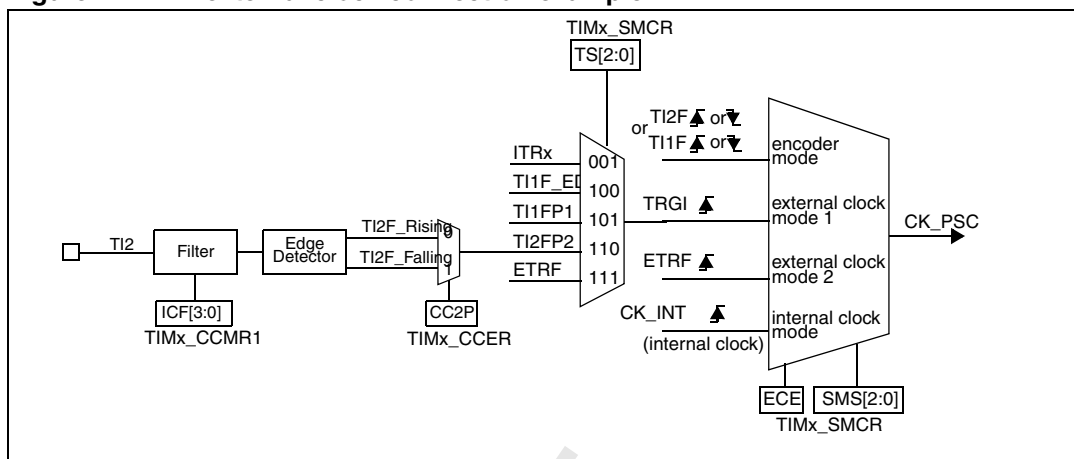 TIMx_SMCR
TS[2:0]
or TI2F or
TI1F or
encoder
mode
ITRx
001
TI1F_ED
100
TI1FP1
101
TRGI
external clock
mode 1
CK_PSC
TI2
Filter
Edge
Detector
TI2F_Rising
0
TI2F_Falling
1
TI2FP2
110
ETRF
111
ETRF
external clock
mode 2
ICF[3:0]
TIMx_CCMR1
CC2P
TIMx_CCER
CK_INT
(internal clock)
internal clock
mode
ECE
SMS[2:0]
TIMx_SMCR